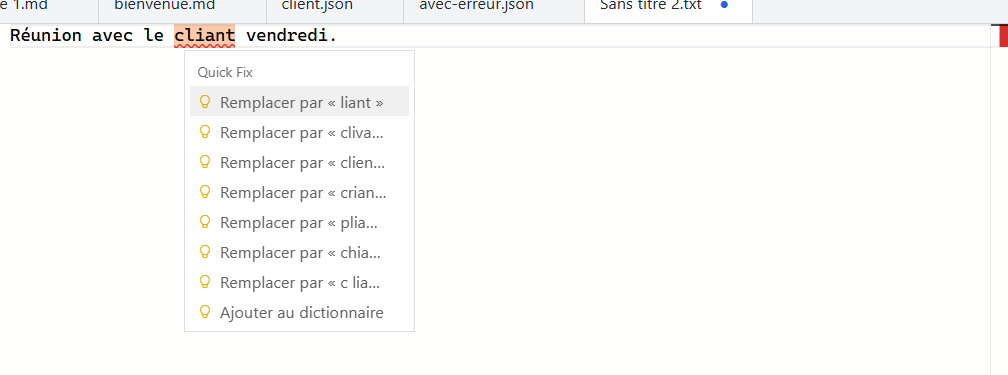 e 1.md bienvenue.md client.json avec-erreur.json Sans titre 2.txt
Réunion avec le cliant vendredi.
Quick Fix
Remplacer par « liant »
Remplacer par « cliva...
Remplacer par « clien...
Remplacer par « crian...
Remplacer par « plia...
Remplacer par « chia...
Remplacer par « c lia...
Ajouter au dictionnaire